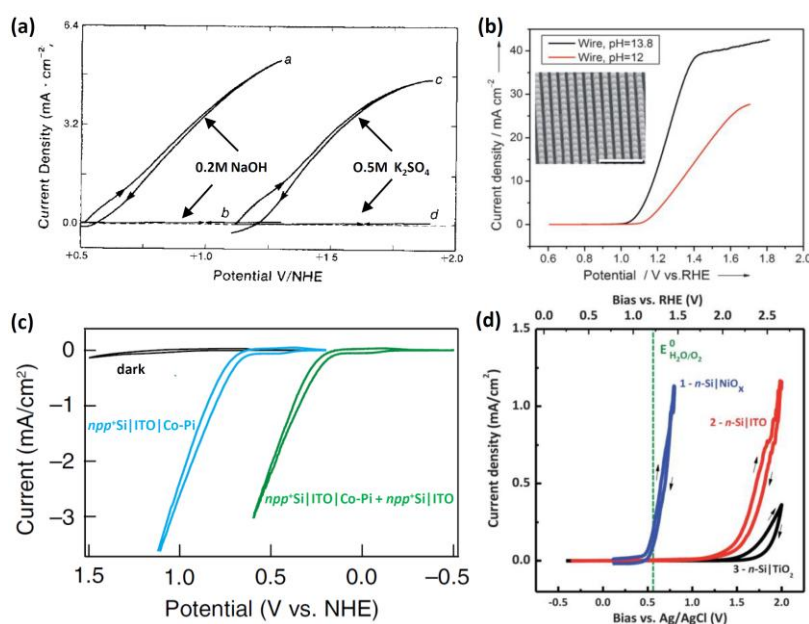 (a)
6.4
3.2
0.0
Current Density (mA · cm⁻²)
a
c
0.2M NaOH
O.5M K₂SO₄
b
d
+0.5
+1.0
+1.5
+2.0
Potential V/NHE
(b)
Wire, pH=13.8
Wire, pH=12
40
30
20
10
0
Current density / mA cm⁻²
0.6
0.8
1.0
1.2
1.4
1.6
1.8
2.0
Potential / V vs.RHE
(c)
0
−1
−2
−3
Current (mA/cm²)
dark
npp⁺Si|ITO|Co-Pi
npp⁺Si|ITO|Co-Pi + npp⁺Si|ITO
1.5
1.0
0.5
0.0
−0.5
Potential (V vs. NHE)
Bias vs. RHE (V)
0.5
1.0
1.5
2.0
2.5
(d)
1.5
1.0
0.5
0.0
Current density (mA/cm²)
E⁰H₂O/O₂
1 - n-Si|NiOₓ
2 - n-Si|ITO
3 - n-Si|TiO₂
-0.5
0.0
0.5
1.0
1.5
2.0
Bias vs. Ag/AgCl (V)